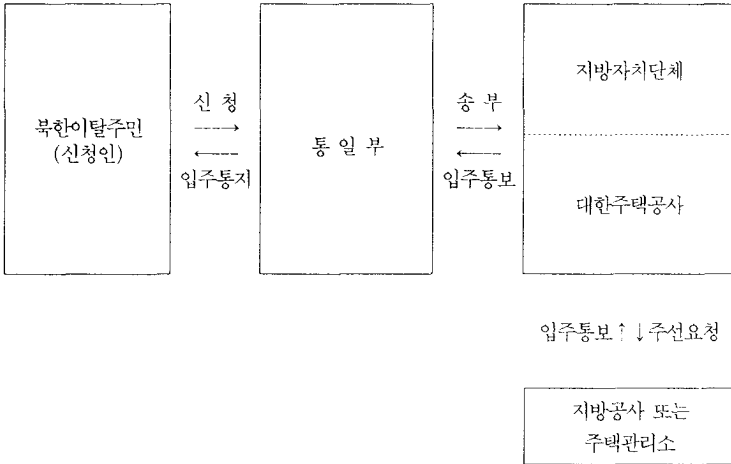 북한이탈주민
(신청인)
신 청
→
←
입주통지
통 일 부
송 부
→
←
입주통보
지방자치단체
대한주택공사
입주통보↑↓주선요청
지방공사 또는
주택관리소